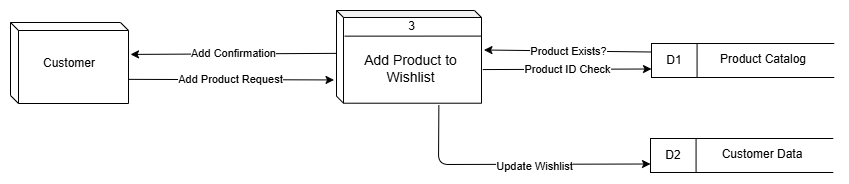 3
Customer
Add Confirmation
Add Product Request
Add Product to
Wishlist
Product Exists?
Product ID Check
D1
Product Catalog
Update Wishlist
D2
Customer Data